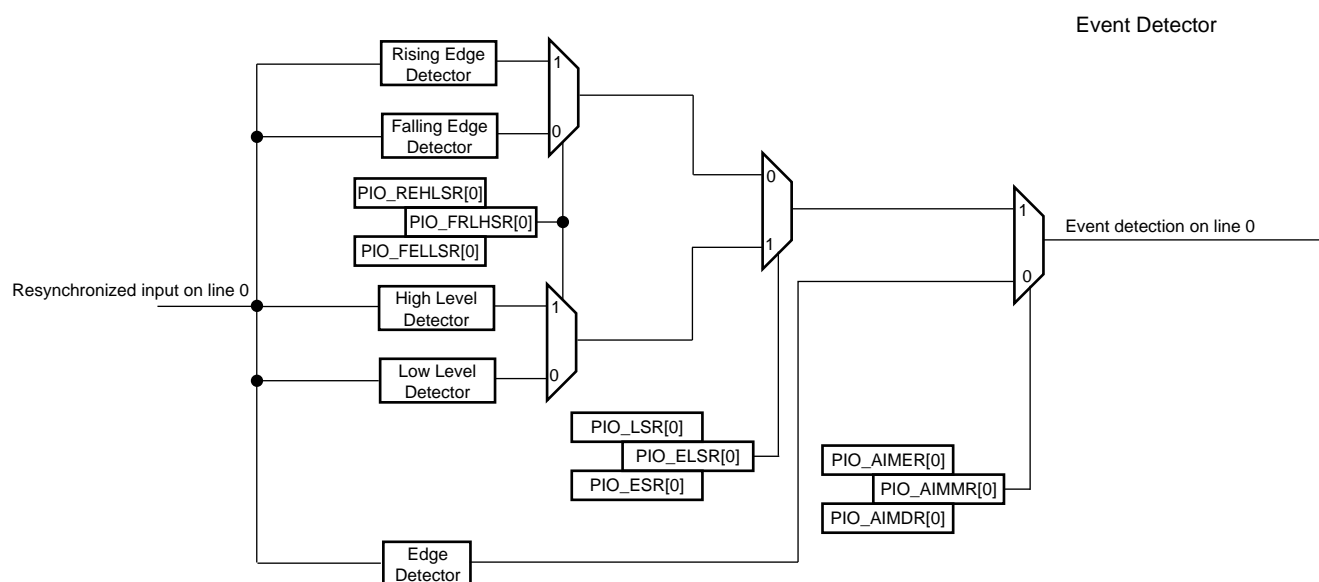 Event Detector
Rising Edge
Detector
1
Falling Edge
Detector
0
PIO_REHLSR[0]
PIO_FRLHSR[0]
PIO_FELLSR[0]
0
1
1
Event detection on line 0
0
Resynchronized input on line 0
High Level
Detector
1
Low Level
Detector
0
PIO_LSR[0]
PIO_ELSR[0]
PIO_ESR[0]
PIO_AIMER[0]
PIO_AIMMR[0]
PIO_AIMDR[0]
Edge
Detector